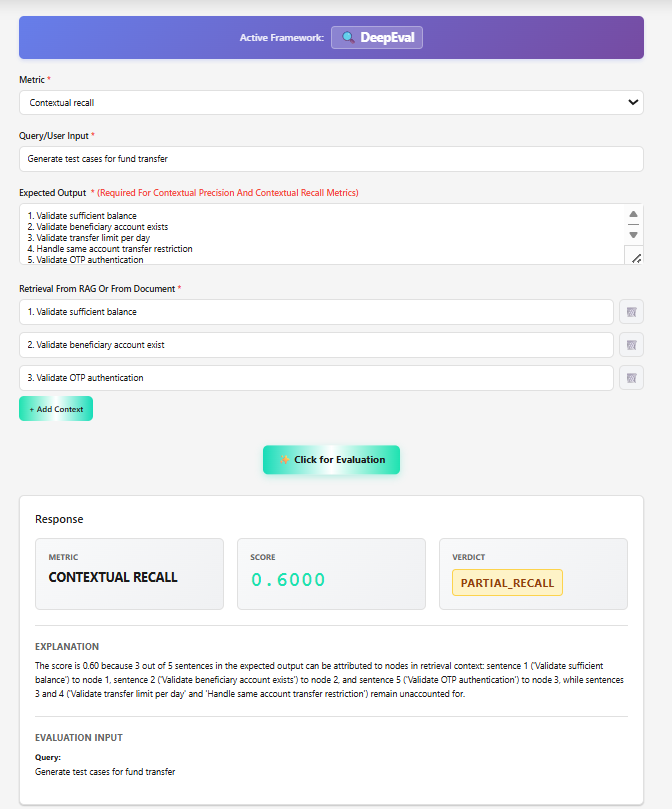 Active Framework: DeepEval
Metric *
Contextual recall
Query/User Input *
Generate test cases for fund transfer
Expected Output * (Required For Contextual Precision And Contextual Recall Metrics)
1. Validate sufficient balance
2. Validate beneficiary account exists
3. Validate transfer limit per day
4. Handle same account transfer restriction
5. Validate OTP authentication
Retrieval From RAG Or From Document *
1. Validate sufficient balance
2. Validate beneficiary account exist
3. Validate OTP authentication
+ Add Context
Click for Evaluation
Response
METRIC
CONTEXTUAL RECALL
SCORE
0.6000
VERDICT
PARTIAL_RECALL
EXPLANATION
The score is 0.60 because 3 out of 5 sentences in the expected output can be attributed to nodes in retrieval context: sentence 1 ('Validate sufficient
balance') to node 1, sentence 2 ('Validate beneficiary account exists') to node 2, and sentence 5 ('Validate OTP authentication') to node 3, while sentences
3 and 4 ('Validate transfer limit per day' and 'Handle same account transfer restriction') remain unaccounted for.
EVALUATION INPUT
Query:
Generate test cases for fund transfer